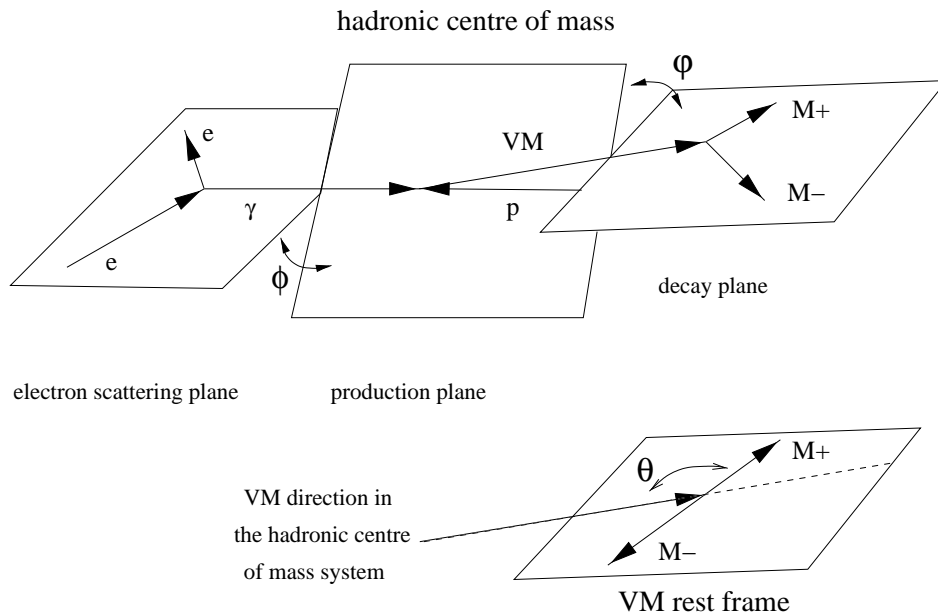 hadronic centre of mass
φ
e
VM
M+
M−
γ
p
e
ϕ
decay plane
electron scattering plane
production plane
θ
M+
VM direction in
the hadronic centre
of mass system
M−
VM rest frame